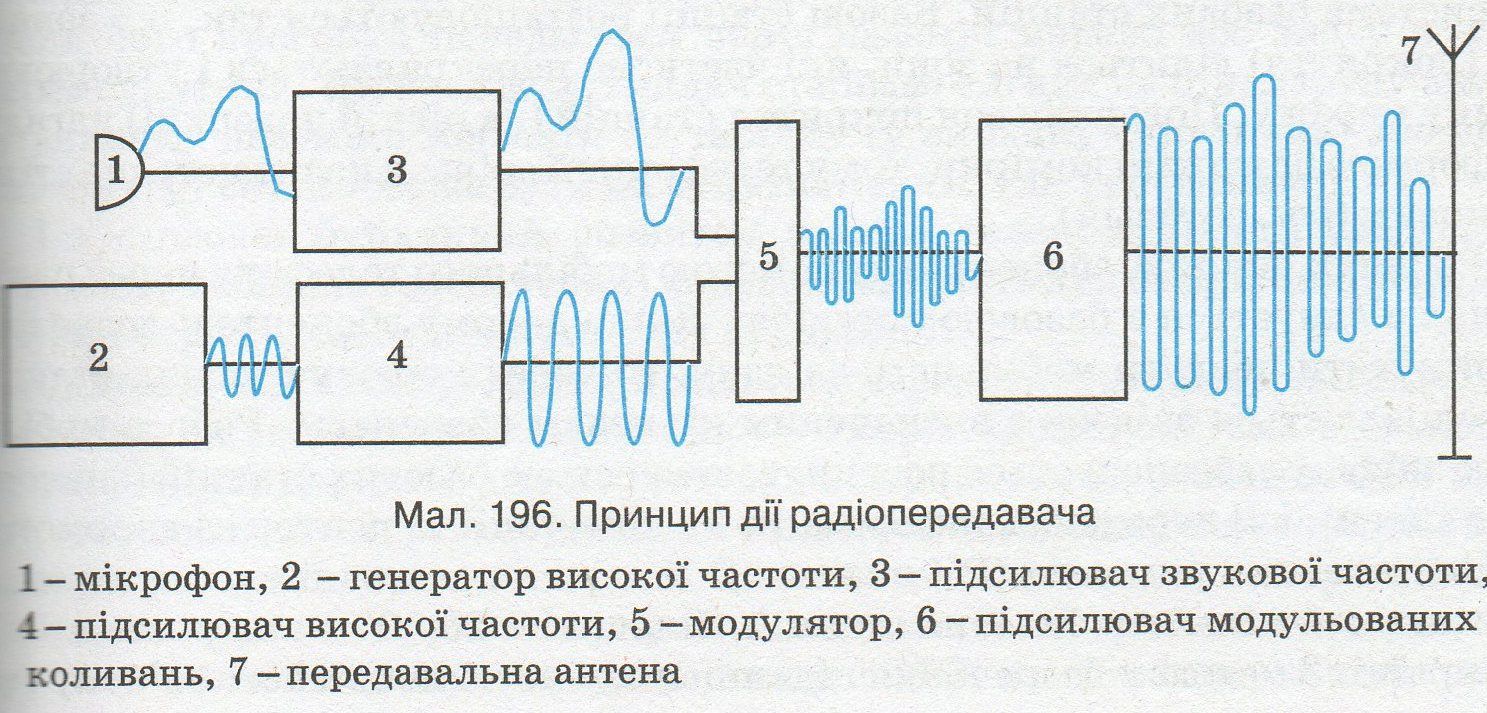 7
1
3
5
6
2
4
Мал. 196. Принцип дії радіопередавача
1 – мікрофон, 2 – генератор високої частоти, 3 – підсилювач звукової частоти,
4 – підсилювач високої частоти, 5 – модулятор, 6 – підсилювач модульованих
коливань, 7 – передавальна антена